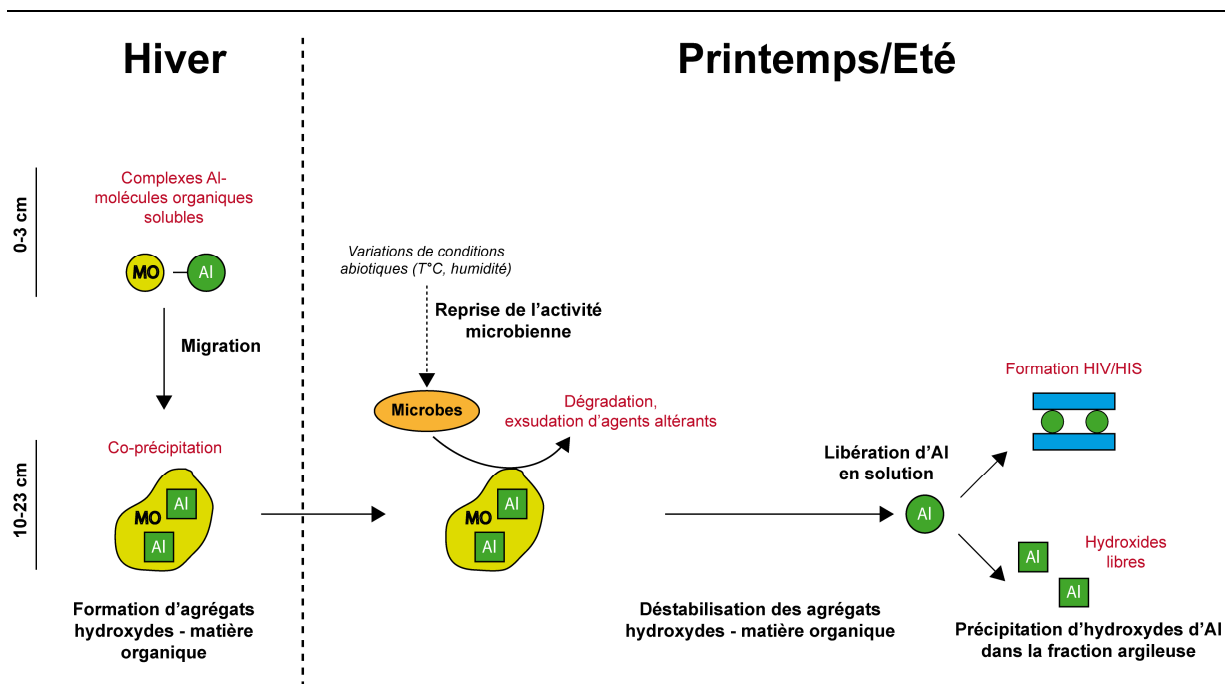 Hiver
Printemps/Eté
0-3 cm
Complexes Al-
molécules organiques
solubles
MO
Al
Migration
Variations de conditions
abiotiques (T°C, humidité)
Reprise de l'activité
microbienne
Microbes
Dégradation,
exsudation d'agents altérants
Formation HIV/HIS
10-23 cm
Co-précipitation
Al
MO
Al
Al
MO
Al
Libération d'Al
en solution
Al
Hydroxides
libres
Al
Al
Formation d'agrégats
hydroxydes - matière
organique
Déstabilisation des agrégats
hydroxydes - matière organique
Précipitation d'hydroxydes d'Al
dans la fraction argileuse